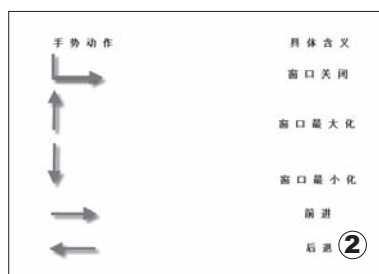 手势动作 具体含义
窗口关闭
窗口最大化
窗口最小化
前进
后退 ②